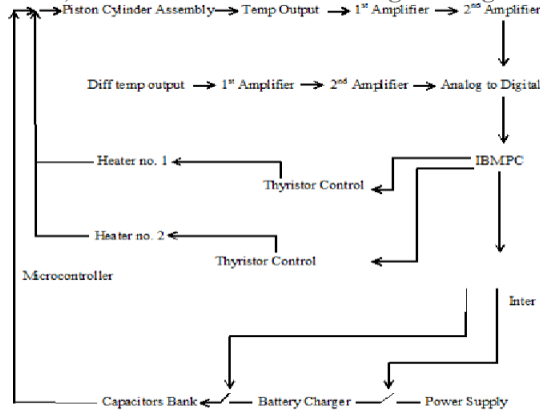 Piston Cylinder Assembly Temp Output 1st Amplifier 2nd Amplifier
Diff temp output 1st Amplifier 2nd Amplifier Analog to Digital
Heater no. 1 IBMPC
Thyristor Control
Heater no. 2
Thyristor Control
Microcontroller
Inter
Capacitors Bank Battery Charger Power Supply